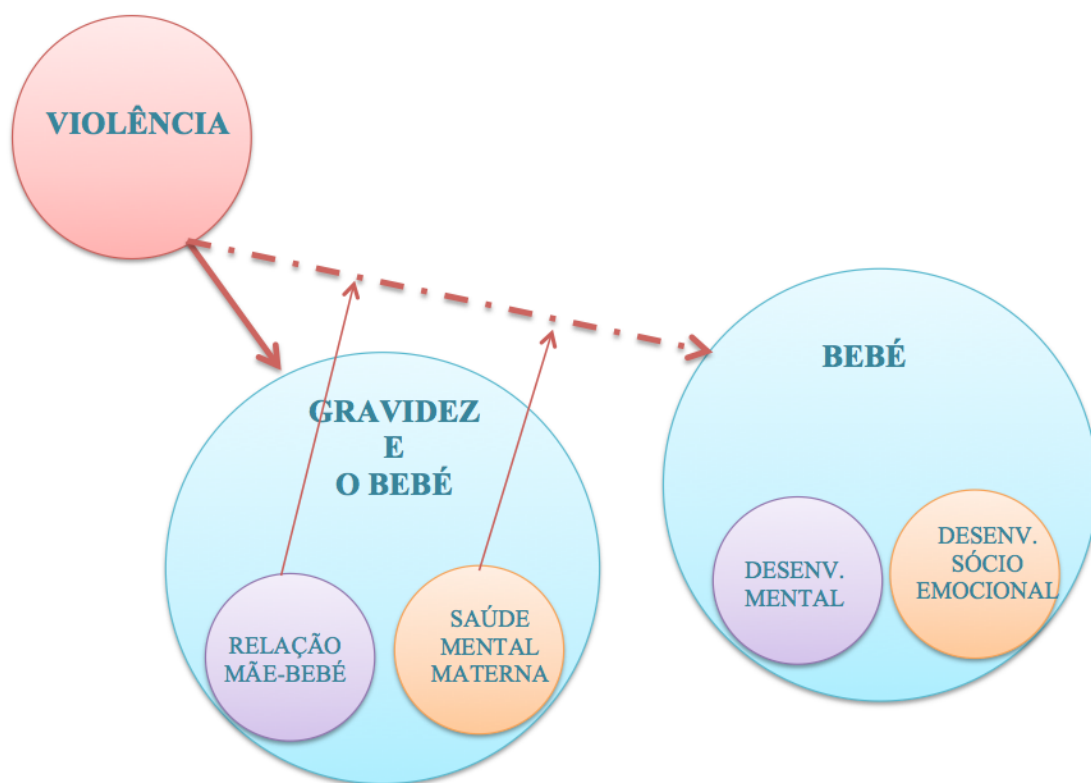 VIOLÊNCIA
GRAVIDEZ
E
O BEBÉ
RELAÇÃO
MÃE-BEBÉ
SAÚDE
MENTAL
MATERNA
BEBÉ
DESENV.
MENTAL
DESENV.
SÓCIO
EMOCIONAL